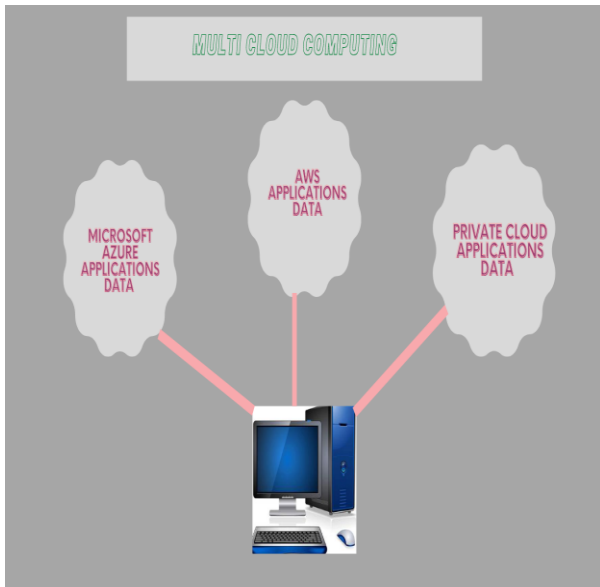 MULTI CLOUD COMPUTING
AWS
APPLICATIONS
DATA
MICROSOFT
AZURE
APPLICATIONS
DATA
PRIVATE CLOUD
APPLICATIONS
DATA